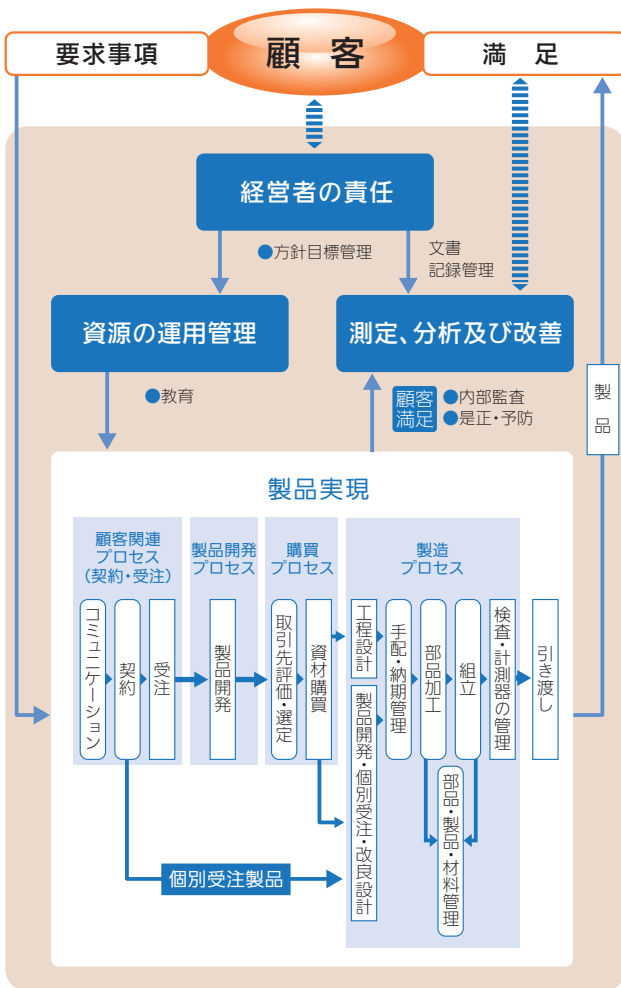 要求事項
顧 客
満 足
経営者の責任
●方針目標管理
文書
記録管理
資源の運用管理
測定、分析及び改善
●教育
顧客
満足
●内部監査
●是正・予防
製品
製品実現
顧客関連
プロセス
(契約・受注)
製品開発
プロセス
購買
プロセス
製造
プロセス
コミュニケーション
契約
受注
製品開発
取引先評価・選定
資材購買
工程設計
製品開発・個別受注・改良設計
手配・納期管理
部品加工
組立
検査・計測器の管理
引き渡し
部品・製品・材料管理
個別受注製品